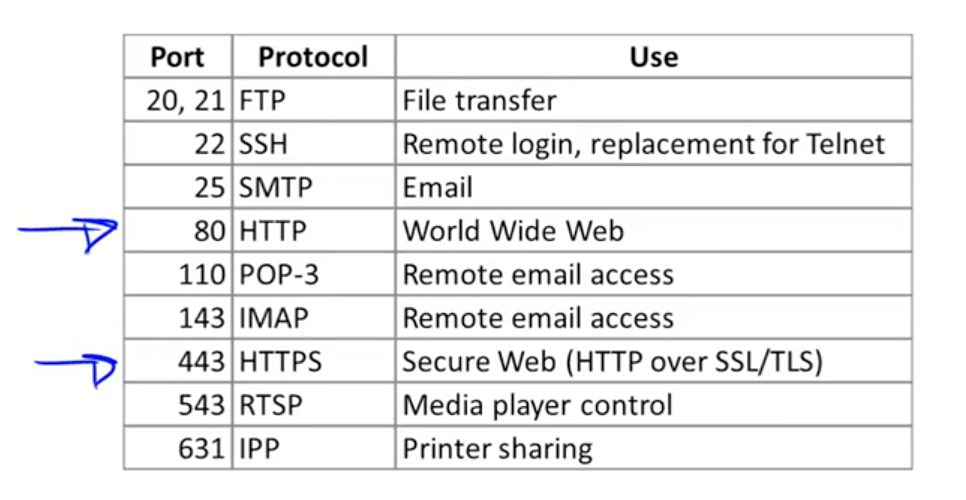 Port Protocol Use
20, 21 FTP File transfer
22 SSH Remote login, replacement for Telnet
25 SMTP Email
80 HTTP World Wide Web
110 POP-3 Remote email access
143 IMAP Remote email access
443 HTTPS Secure Web (HTTP over SSL/TLS)
543 RTSP Media player control
631 IPP Printer sharing